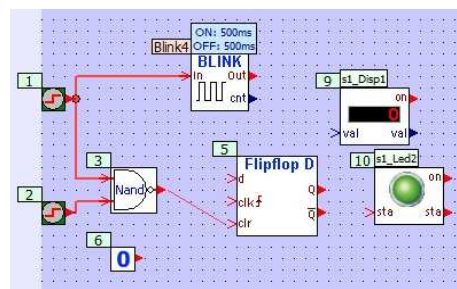 ON: 500ms
Blink4 OFF: 500ms
BLINK
in Out
cnt
1
9 s1_Disp1
on
0
val val
3
Nand
5
Flipflop D
d
Q
clk
Q
clr
10 s1_Led2
on
sta sta
2
6
0